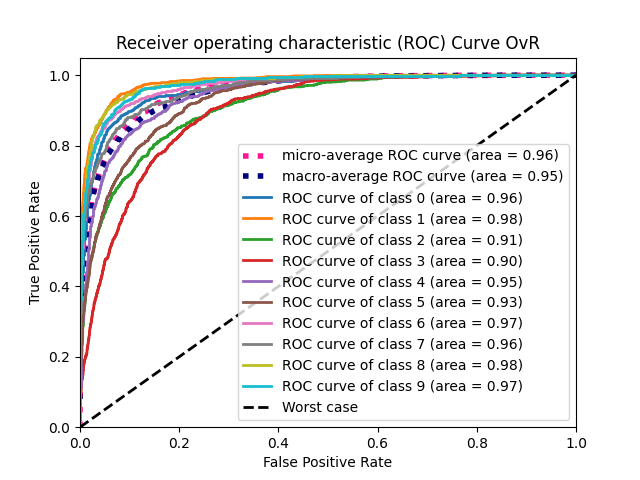 Receiver operating characteristic (ROC) Curve OvR
True Positive Rate
1.0
0.8
0.6
0.4
0.2
0.0
micro-average ROC curve (area = 0.96)
macro-average ROC curve (area = 0.95)
ROC curve of class 0 (area = 0.96)
ROC curve of class 1 (area = 0.98)
ROC curve of class 2 (area = 0.91)
ROC curve of class 3 (area = 0.90)
ROC curve of class 4 (area = 0.95)
ROC curve of class 5 (area = 0.93)
ROC curve of class 6 (area = 0.97)
ROC curve of class 7 (area = 0.96)
ROC curve of class 8 (area = 0.98)
ROC curve of class 9 (area = 0.97)
Worst case
0.0 0.2 0.4 0.6 0.8 1.0
False Positive Rate